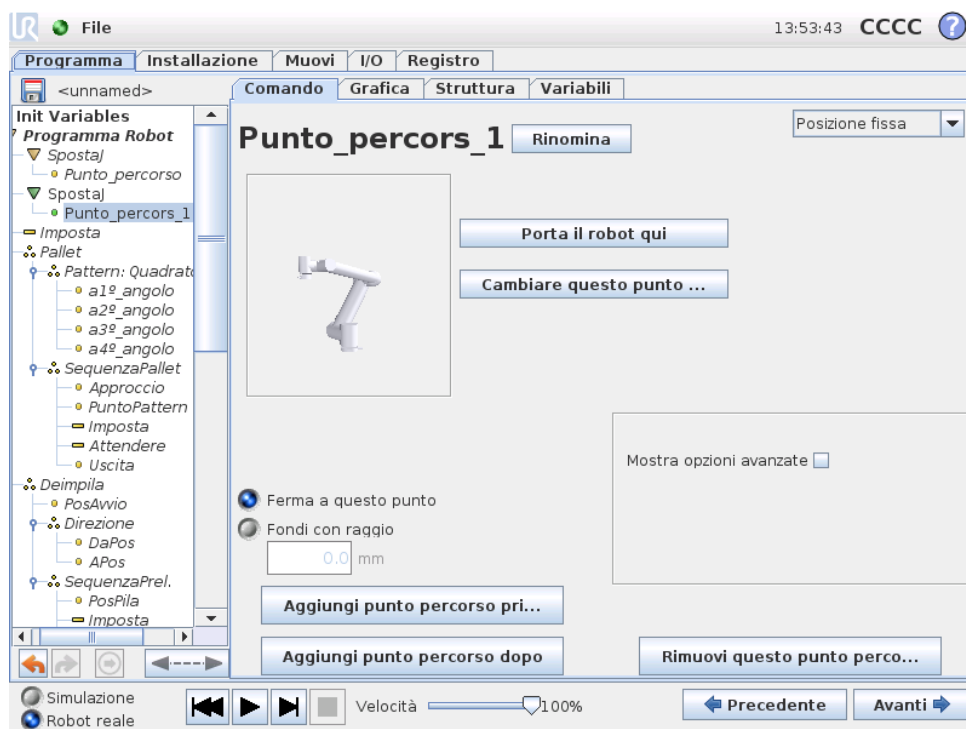 UR File 13:53:43 CCCC ?
Programma Installazione Muovi I/O Registro
<unnamed> Comando Grafica Struttura Variabili
Init Variables
Programma Robot
SpostaJ
Punto_percorso
SpostaJ
Punto_percors_1
Imposta
Pallet
Pattern: Quadrato
a1º_angolo
a2º_angolo
a3º_angolo
a4º_angolo
SequenzaPallet
Approccio
PuntoPattern
Imposta
Attendere
Uscita
Deimpila
PosAvvio
Direzione
DaPos
APos
SequenzaPrel.
PosPila
Imposta
Punto_percors_1 Rinomina Posizione fissa
Porta il robot qui
Cambiare questo punto ...
Mostra opzioni avanzate
Ferma a questo punto
Fondi con raggio
0.0 mm
Aggiungi punto percorso pri...
Aggiungi punto percorso dopo Rimuovi questo punto perco...
Simulazione
Robot reale
Velocità 100% Precedente Avanti